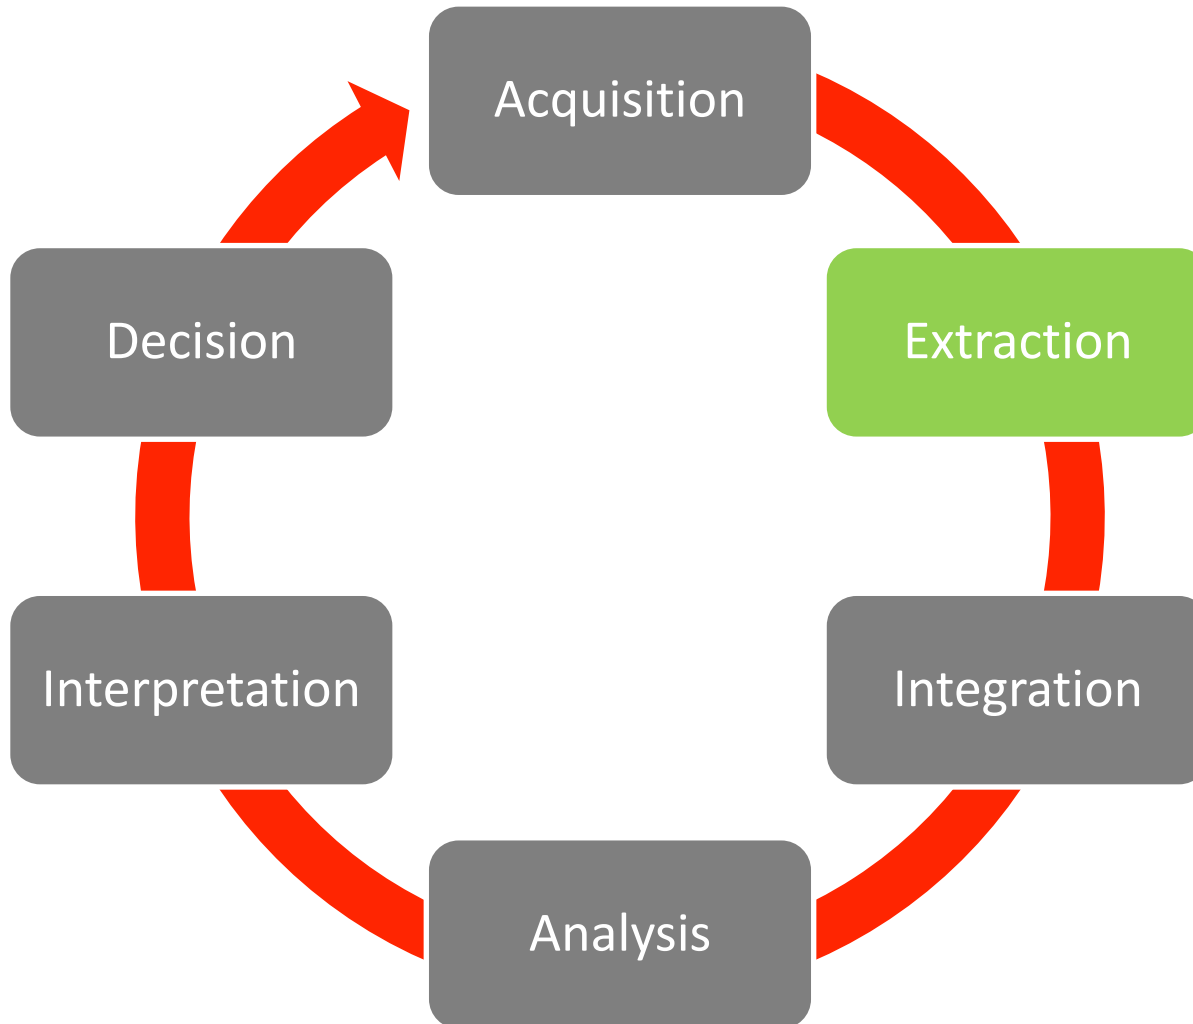 Acquisition
Extraction
Integration
Analysis
Interpretation
Decision